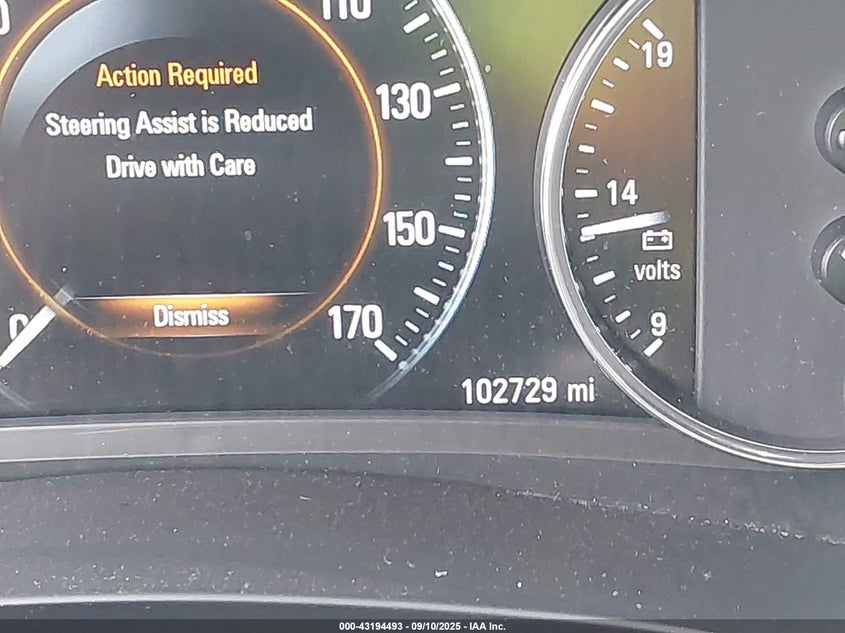 110
Action Required
Steering Assist is Reduced
Drive with Care
130
150
170
0
Dismiss
102729 mi
19
14
volts
9
000-43194493 - 09/10/2025 - IAA Inc.